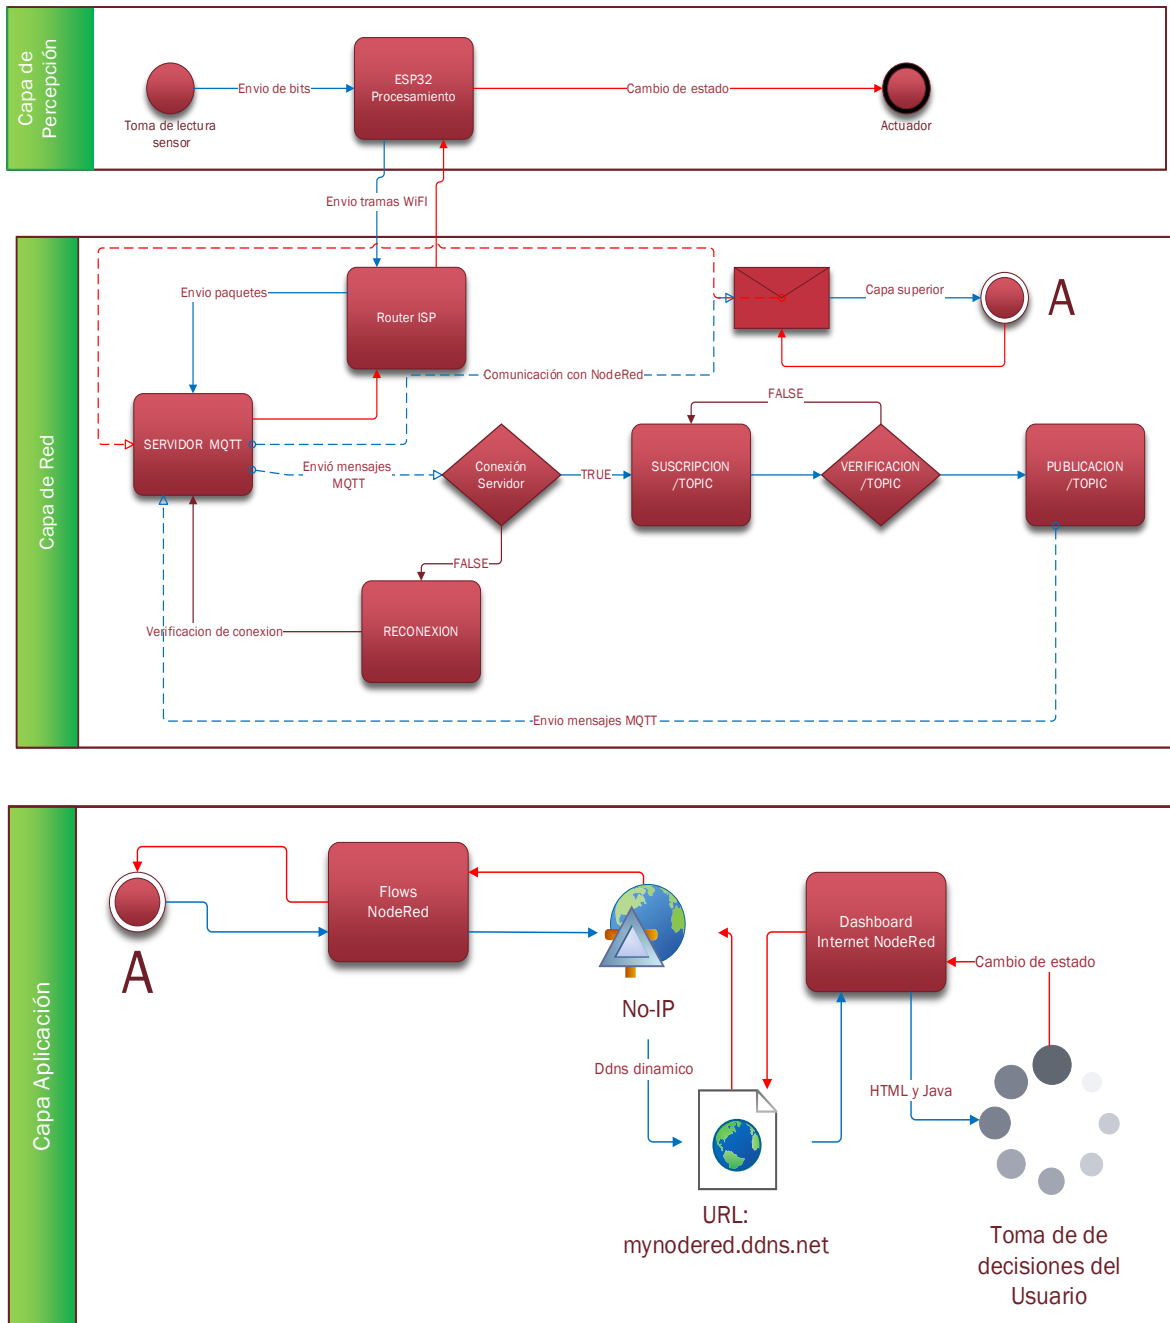 Capa de
Percepción
Toma de lectura
sensor
Envio de bits
ESP32
Procesamiento
Cambio de estado
Actuador
Envio tramas WiFI
Capa de Red
Envio paquetes
Router ISP
Capa superior
A
Comunicación con NodeRed
SERVIDOR MQTT
Envió mensajes
MQTT
Conexión
Servidor
TRUE
FALSE
SUSCRIPCION
/TOPIC
VERIFICACION
/TOPIC
PUBLICACION
/TOPIC
FALSE
RECONEXION
Verificacion de conexion
Envio mensajes MQTT
Capa Aplicación
A
Flows
NodeRed
No-IP
Ddns dinamico
URL:
mynodered.ddns.net
Dashboard
Internet NodeRed
Cambio de estado
HTML y Java
Toma de de
decisiones del
Usuario